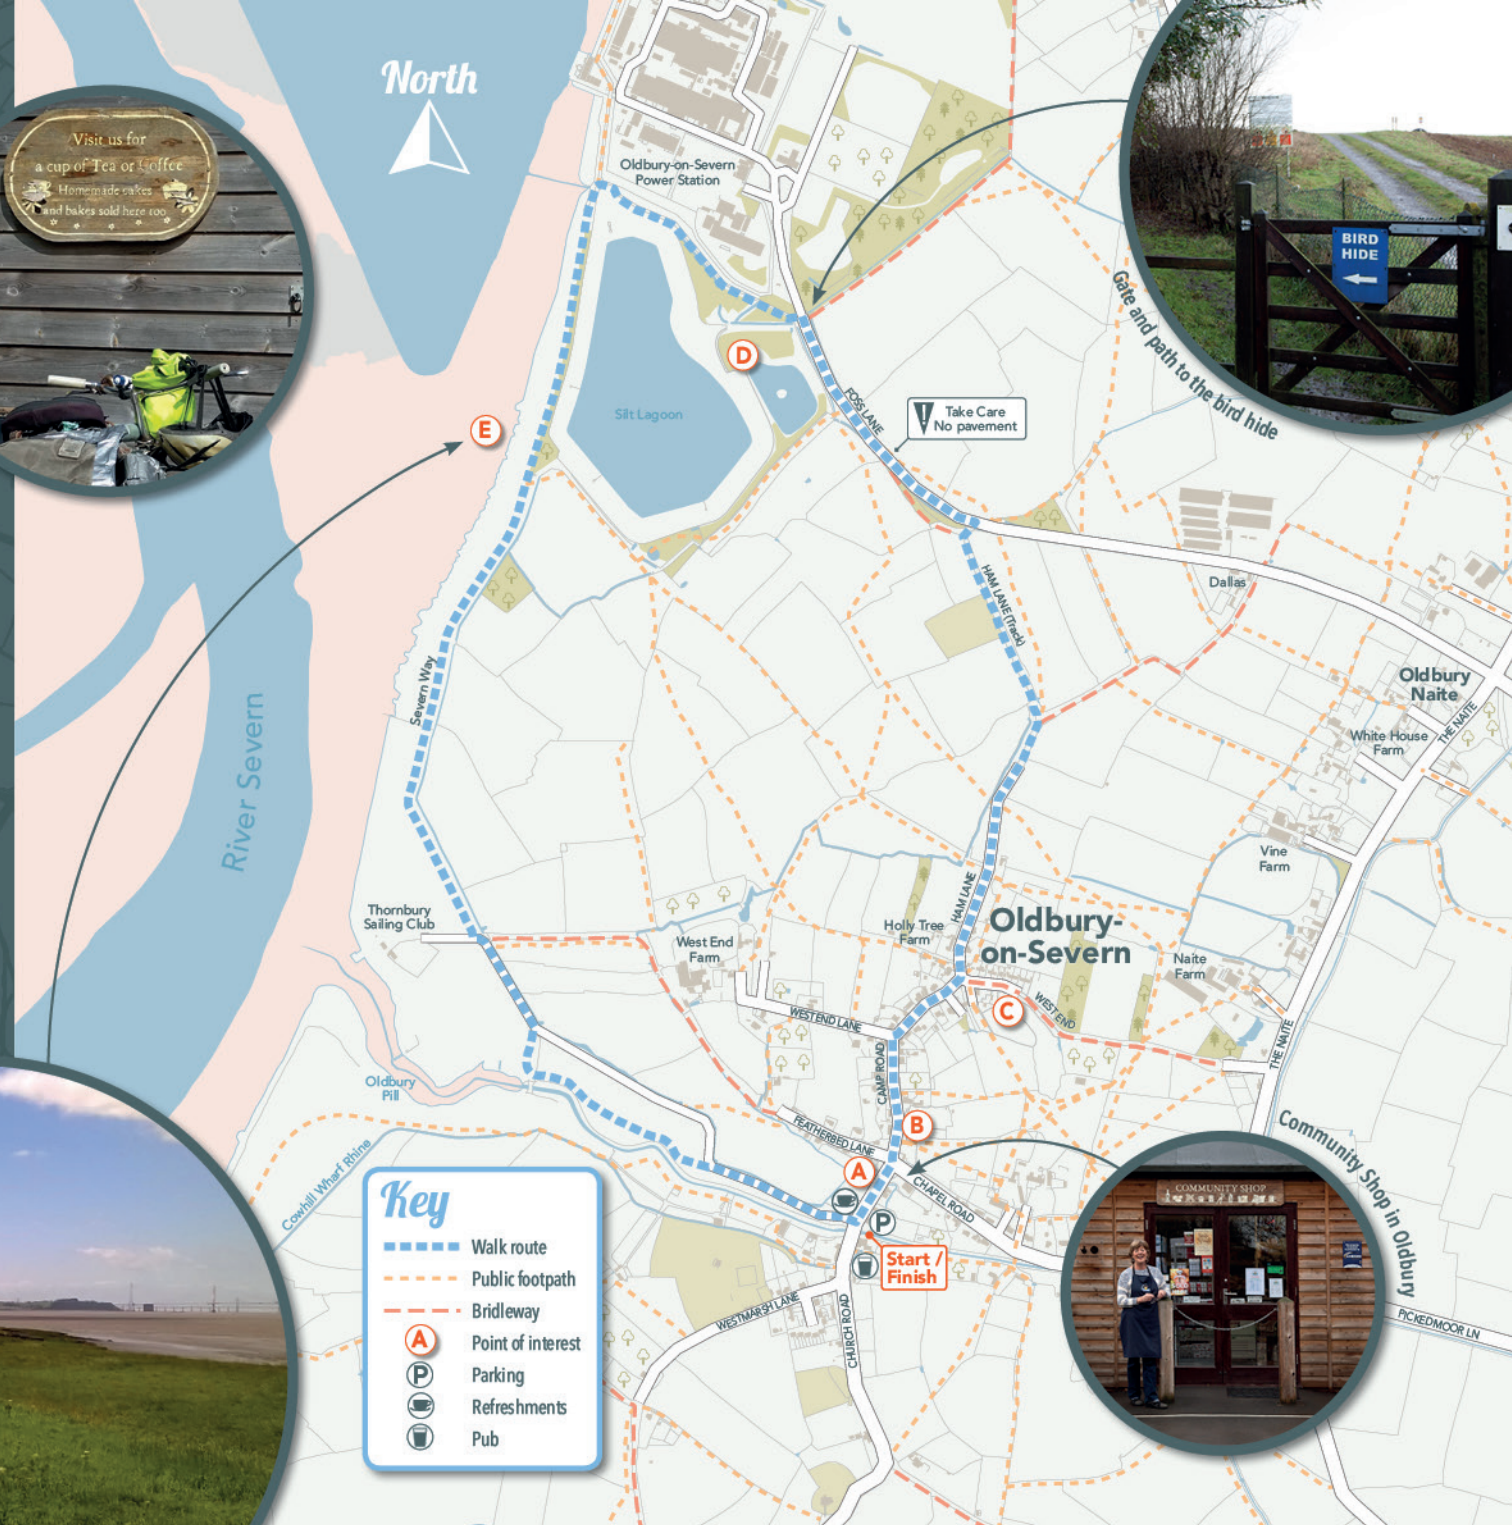 North
Visit us for
a cup of Tea or Coffee
Homemade cakes
and bakes sold here too
Oldbury-on-Severn
Power Station
BIRD
HIDE
Gate and path to the bird hide
D
Silt Lagoon
E
FOSS LANE
Take Care
No pavement
HAM LANE (Track)
Dallas
Severn Way
Oldbury
Naite
White House
Farm
THE NAITE
River Severn
Vine
Farm
Thornbury
Sailing Club
HAM LANE
Holly Tree
Farm
Oldbury-
on-Severn
West End
Farm
Naite
Farm
C
WEST END
WEST END LANE
THE NAITE
CAMP ROAD
Oldbury
Pill
B
FEATHERBED LANE
Cowhill Wharf Rhine
A
CHAPEL ROAD
P
Start /
Finish
Community Shop in Oldbury
COMMUNITY SHOP
WESTMARSH LANE
CHURCH ROAD
PICKEDMOOR LN
Key
Walk route
Public footpath
Bridleway
A Point of interest
P Parking
Refreshments
Pub